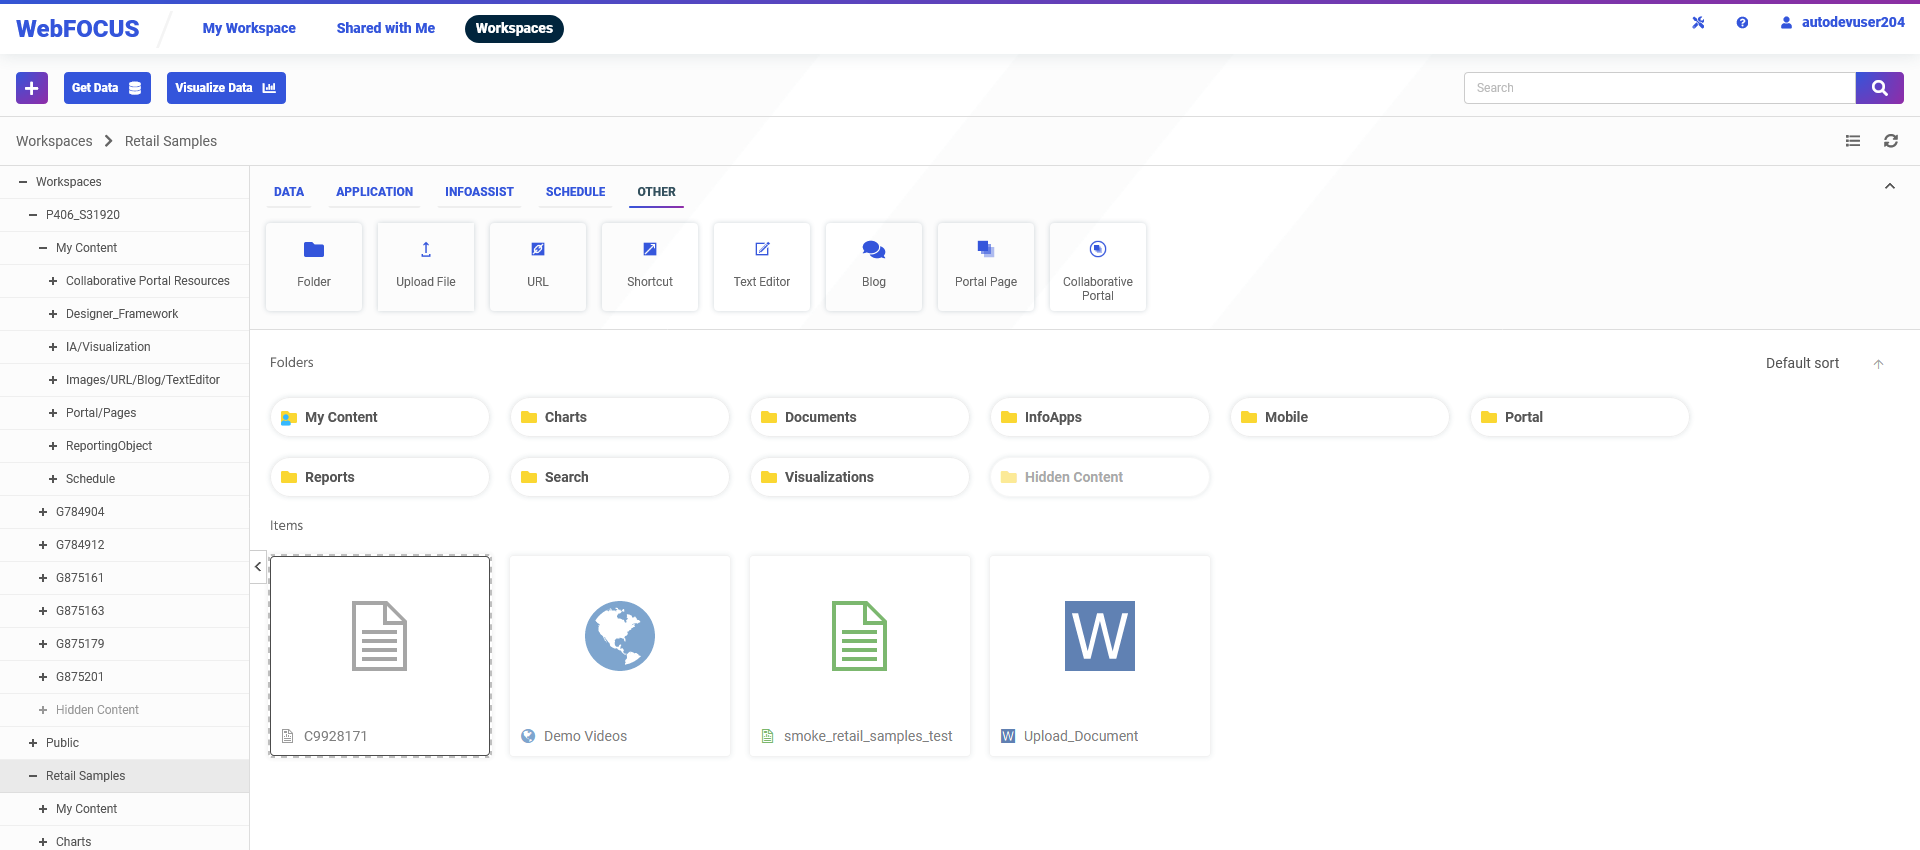 WebFOCUS
My Workspace
Shared with Me
Workspaces
autodevuser204
Get Data
Visualize Data
Search
Workspaces
Retail Samples
Workspaces
P406_S31920
My Content
Collaborative Portal Resources
Designer_Framework
IA/Visualization
Images/URL/Blog/TextEditor
Portal/Pages
ReportingObject
Schedule
G784904
G784912
G875161
G875163
G875179
G875201
Hidden Content
Public
Retail Samples
My Content
Charts
DATA
APPLICATION
INFOASSIST
SCHEDULE
OTHER
Folder
Upload File
URL
Shortcut
Text Editor
Blog
Portal Page
Collaborative
Portal
Folders
Default sort
My Content
Charts
Documents
InfoApps
Mobile
Portal
Reports
Search
Visualizations
Hidden Content
Items
W
C9928171
Demo Videos
smoke_retail_samples_test
W
Upload_Document